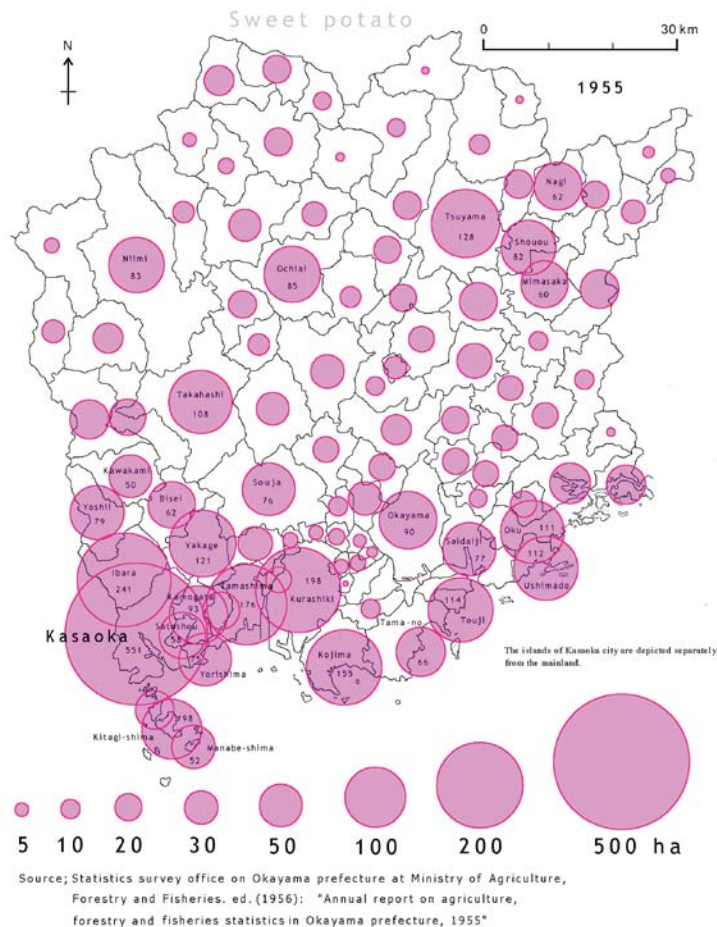 Sweet potato
0 30 km
N
1955
Nagi
62
Tsuyama
128
Shouou
82
Niimi
83
Ochiai
85
Mimasaka
60
Takahashi
108
Kawakami
50
Souja
76
Bisei
62
Yoshii
79
Okayama
90
Oku 111
Yakage
121
Saidaiji
77
112
Ushimado
Ibara
241
198
Kurashiki
Tamashima
176
Kamogata
93
114
Touji
Tama-no
Kasaoka
551
Satoshou
58
66
The islands of Kasaoka city are depicted separately
from the mainland.
Yorishima
Kojima
155
98
Kitagi-shima
Manabe-shima
52
5 10 20 30 50 100 200 500 ha
Source; Statistics survey office on Okayama prefecture at Ministry of Agriculture,
Forestry and Fisheries. ed. (1956): "Annual report on agriculture,
forestry and fisheries statistics in Okayama prefecture, 1955"